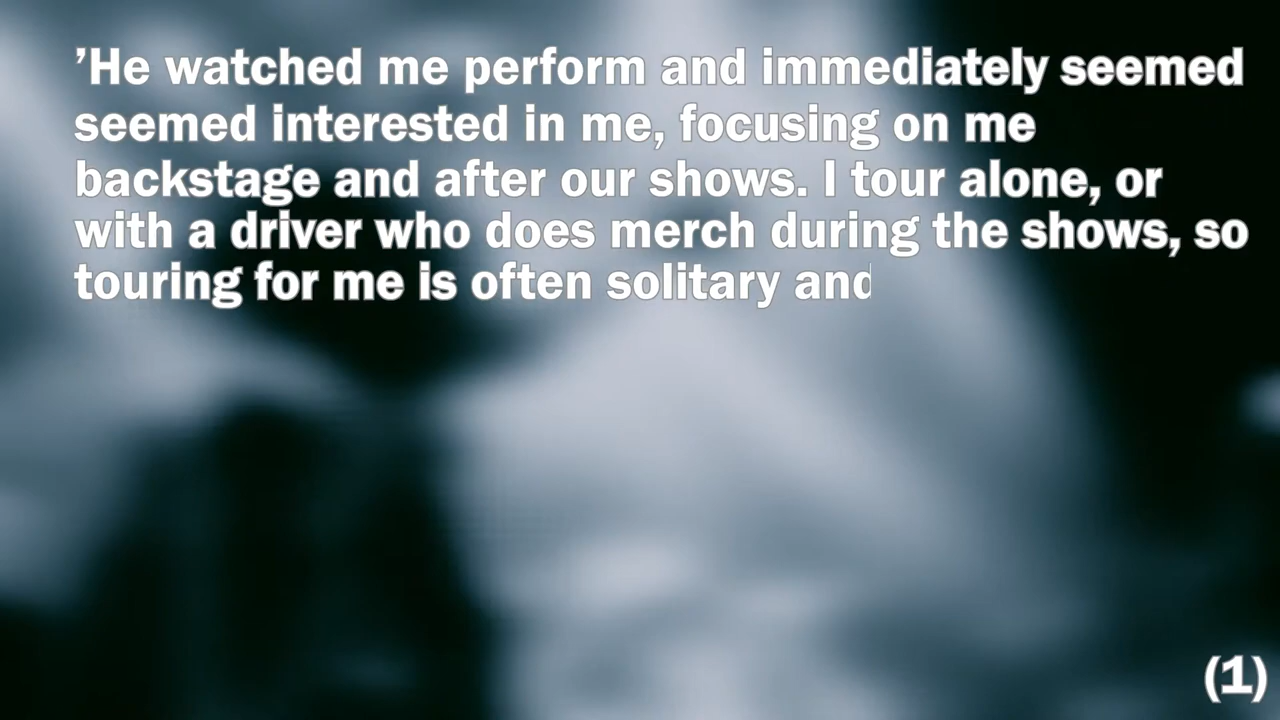 ’He watched me perform and immediately seemed
seemed interested in me, focusing on me
backstage and after our shows. I tour alone, or
with a driver who does merch during the shows, so
touring for me is often solitary and
(1)